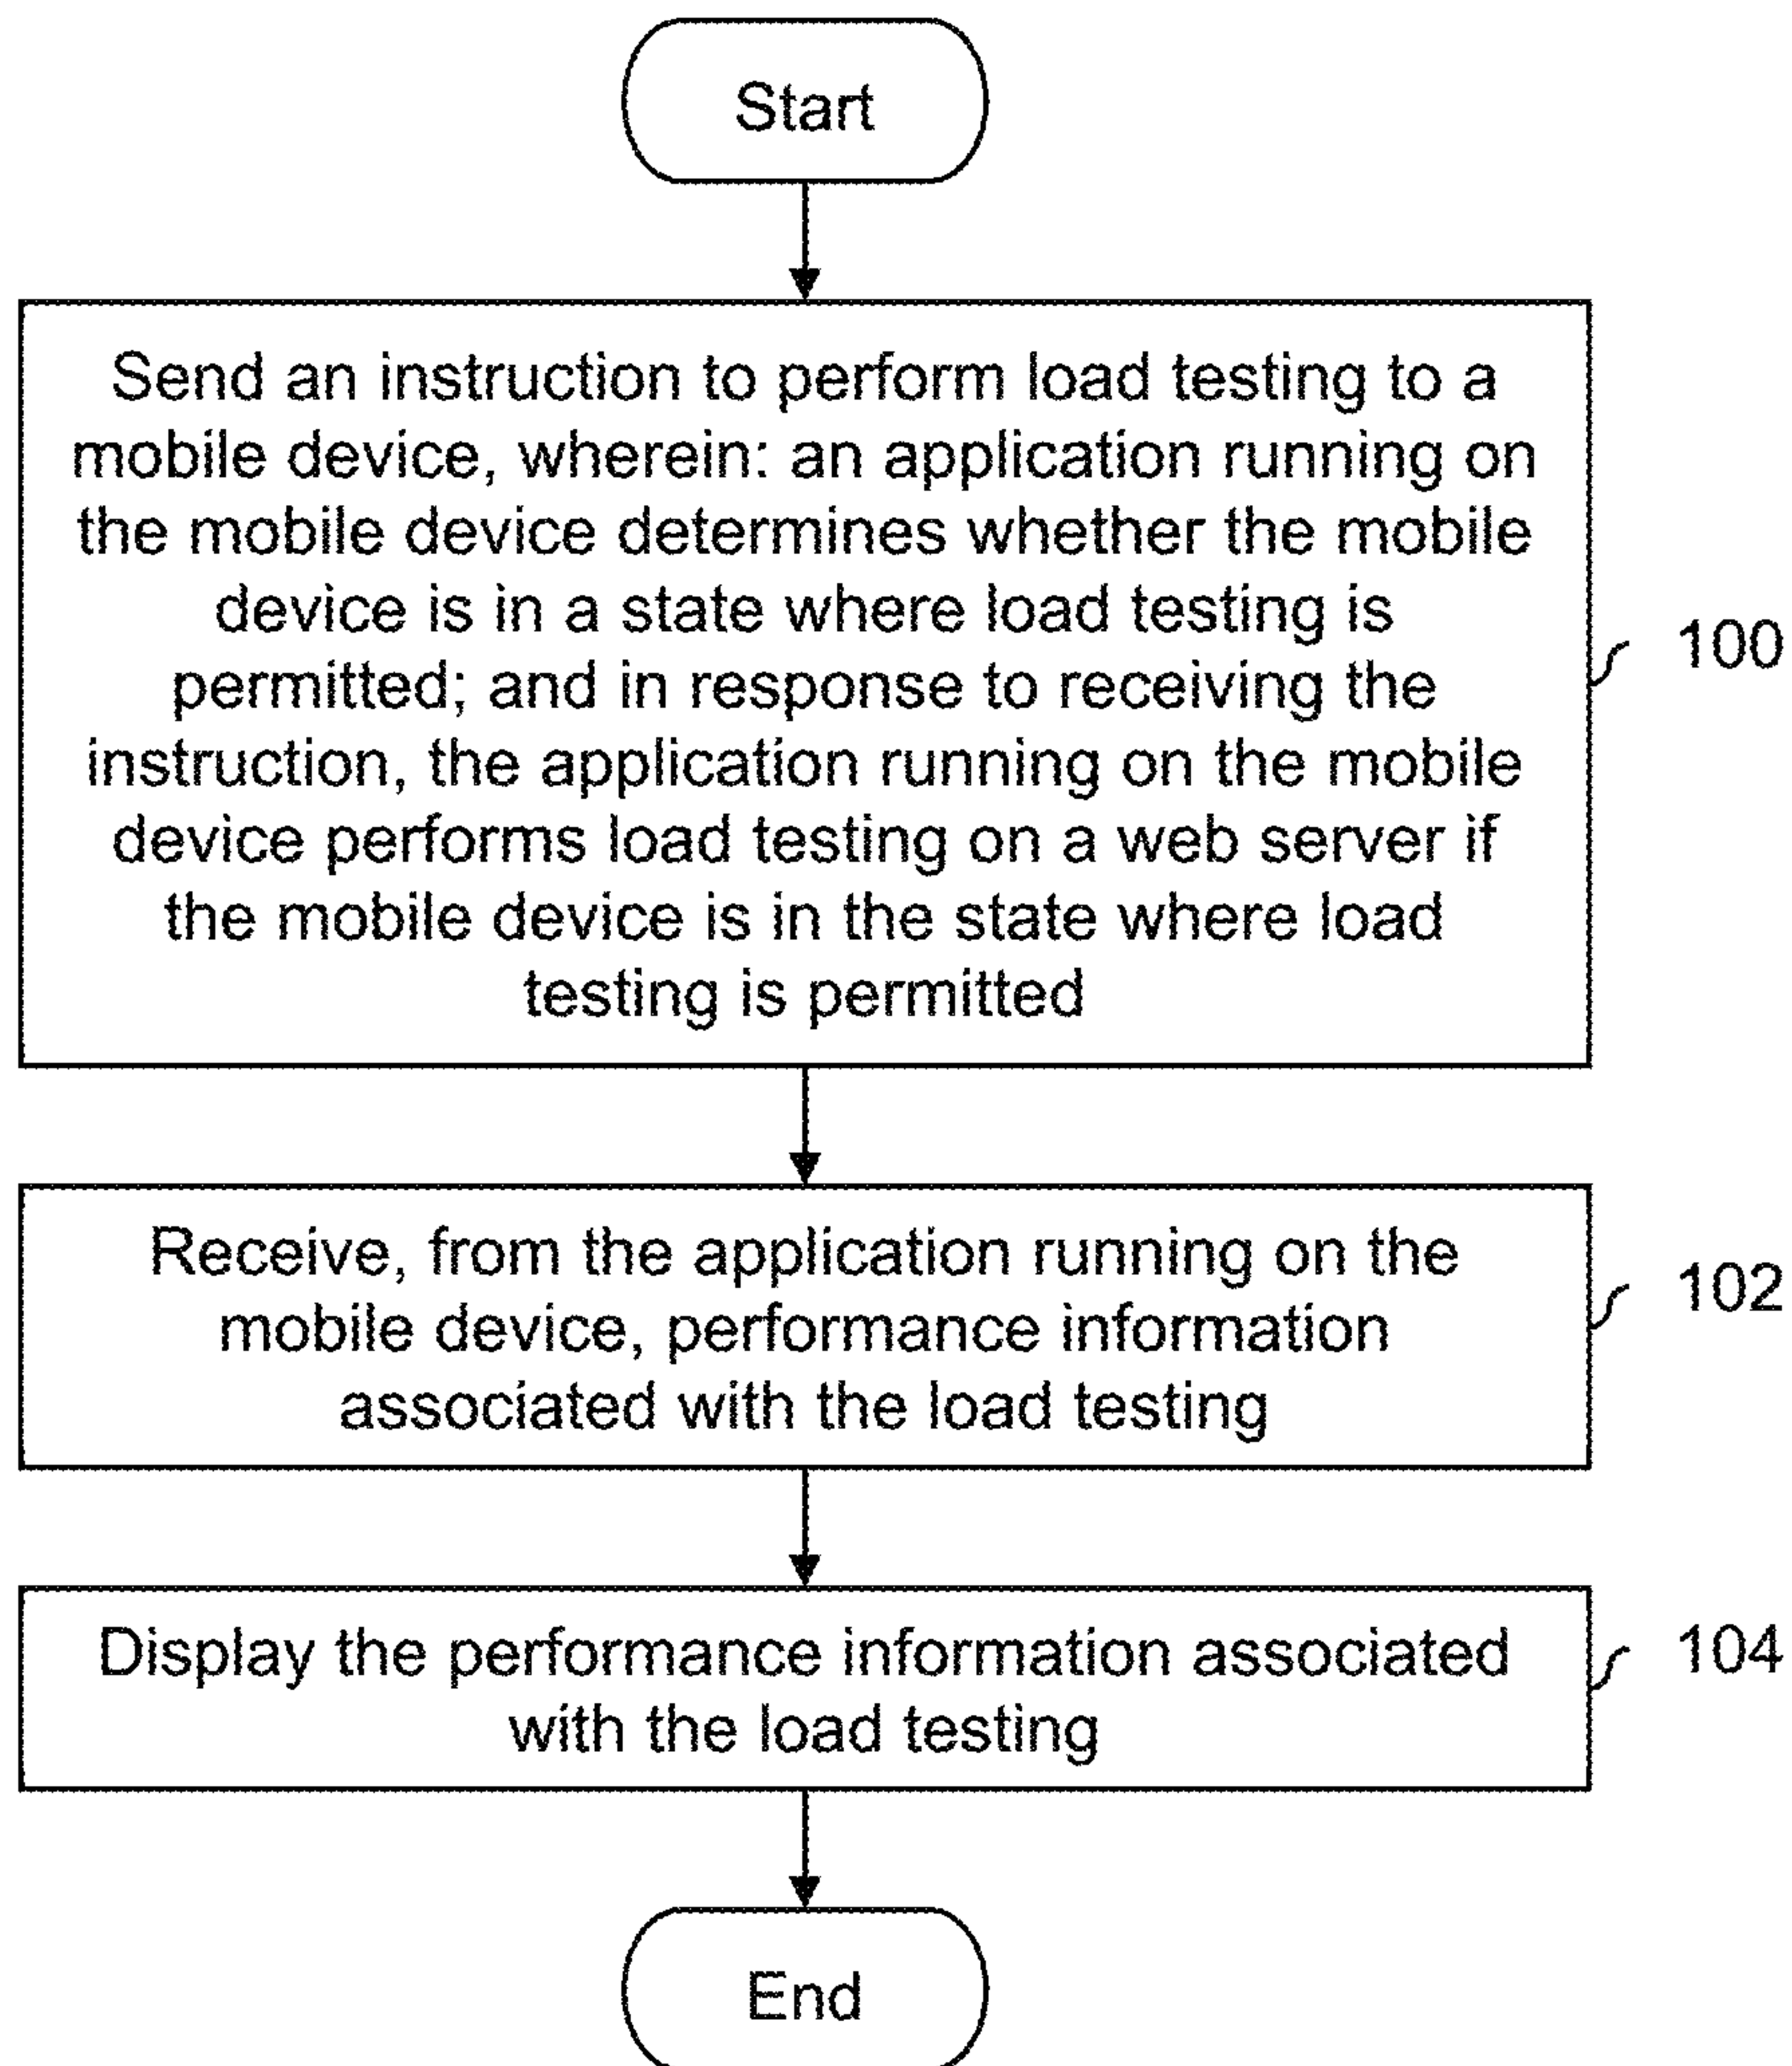 Start
Send an instruction to perform load testing to a
mobile device, wherein: an application running on
the mobile device determines whether the mobile
device is in a state where load testing is
permitted; and in response to receiving the
instruction, the application running on the mobile
device performs load testing on a web server if
the mobile device is in the state where load
testing is permitted
100
Receive, from the application running on the
mobile device, performance information
associated with the load testing
102
Display the performance information associated
with the load testing
104
End